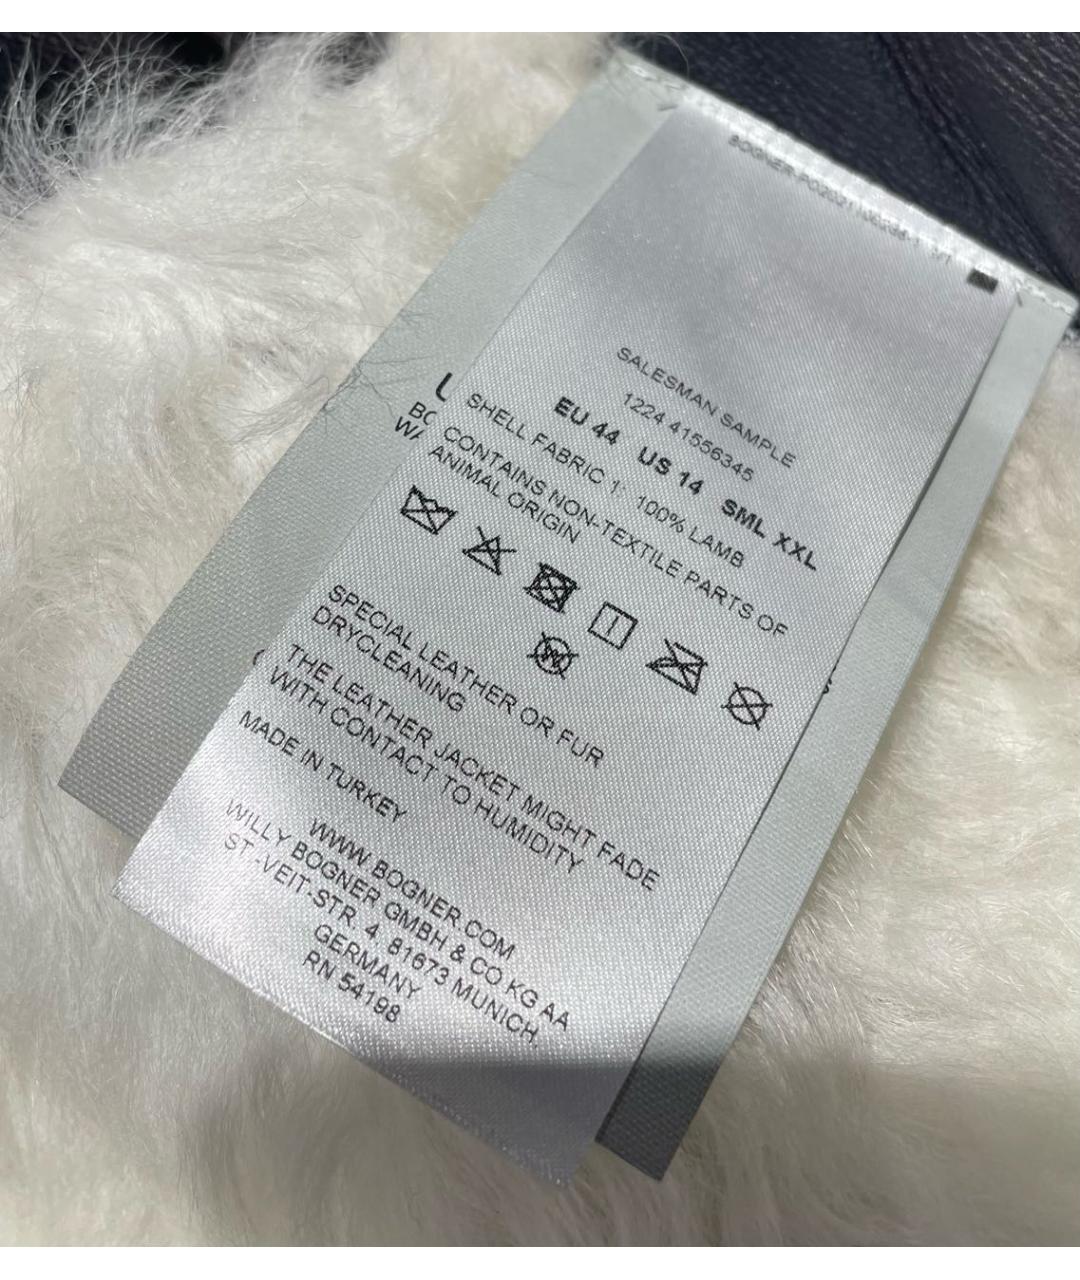 SALESMAN SAMPLE
1224 41556345
EU 44 US 14 SML XXL
SHELL FABRIC 1: 100% LAMB
CONTAINS NON-TEXTILE PARTS OF
ANIMAL ORIGIN
SPECIAL LEATHER OR FUR
DRYCLEANING
THE LEATHER JACKET MIGHT FADE
WITH CONTACT TO HUMIDITY
MADE IN TURKEY
WWW.BOGNER.COM
WILLY BOGNER GMBH & CO KG AA
ST.-VEIT-STR. 4, 81673 MUNICH,
GERMANY
RN 54198